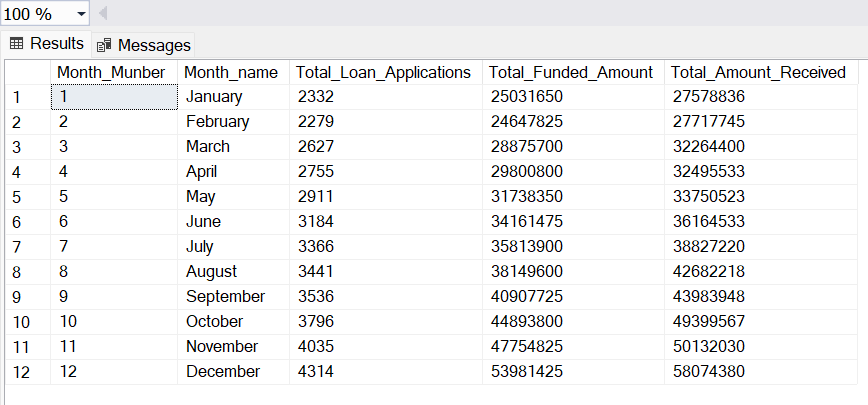 100 %
Results Messages
Month_Munber Month_name Total_Loan_Applications Total_Funded_Amount Total_Amount_Received
1 1 January 2332 25031650 27578836
2 2 February 2279 24647825 27717745
3 3 March 2627 28875700 32264400
4 4 April 2755 29800800 32495533
5 5 May 2911 31738350 33750523
6 6 June 3184 34161475 36164533
7 7 July 3366 35813900 38827220
8 8 August 3441 38149600 42682218
9 9 September 3536 40907725 43983948
10 10 October 3796 44893800 49399567
11 11 November 4035 47754825 50132030
12 12 December 4314 53981425 58074380